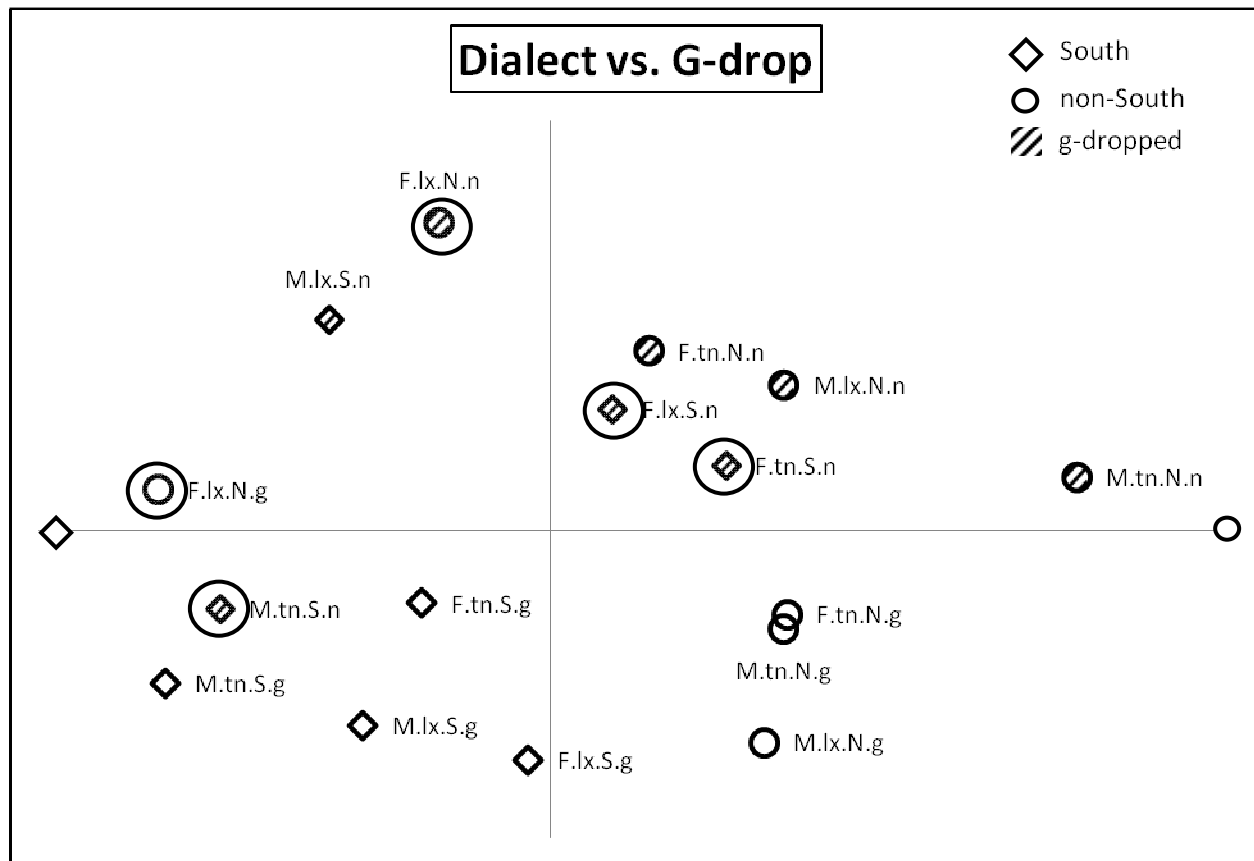 Dialect vs. G-drop
South
non-South
g-dropped
F.lx.N.n
M.lx.S.n
F.tn.N.n
M.lx.N.n
F.lx.S.n
F.tn.S.n
M.tn.N.n
F.lx.N.g
M.tn.S.n
F.tn.S.g
F.tn.N.g
M.tn.N.g
M.tn.S.g
M.lx.S.g
M.lx.N.g
F.lx.S.g